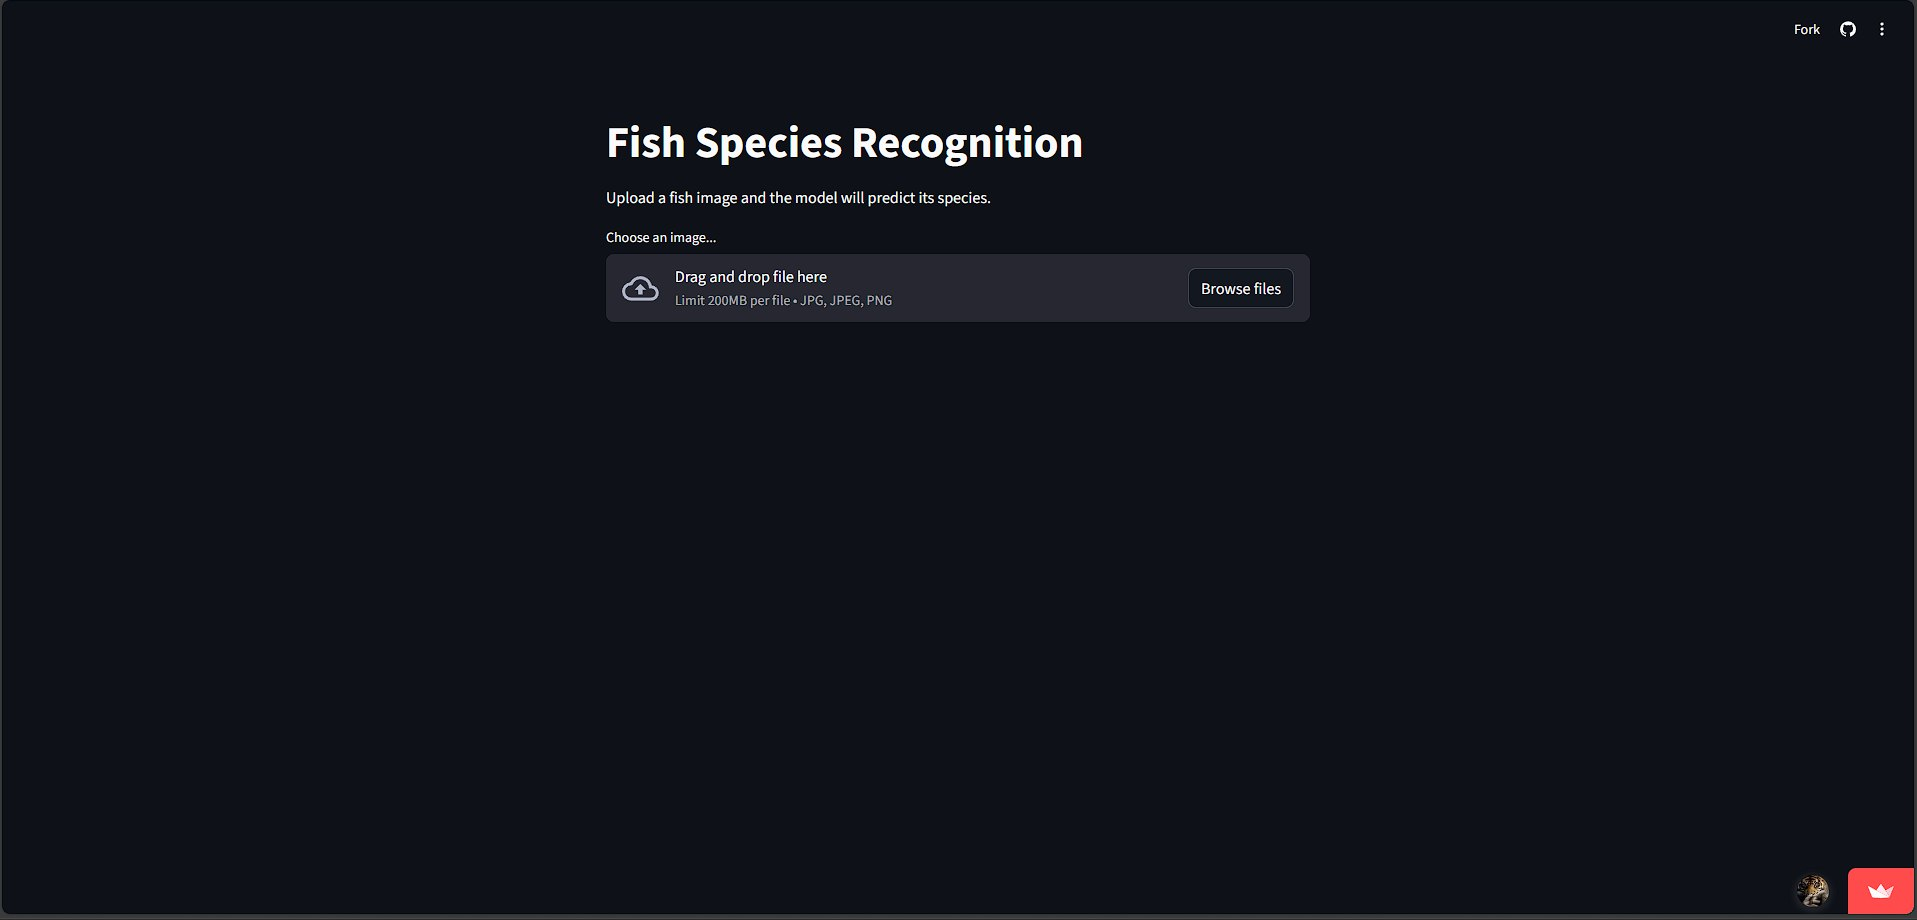 Fork
Fish Species Recognition
Upload a fish image and the model will predict its species.
Choose an image...
Drag and drop file here
Limit 200MB per file • JPG, JPEG, PNG
Browse files